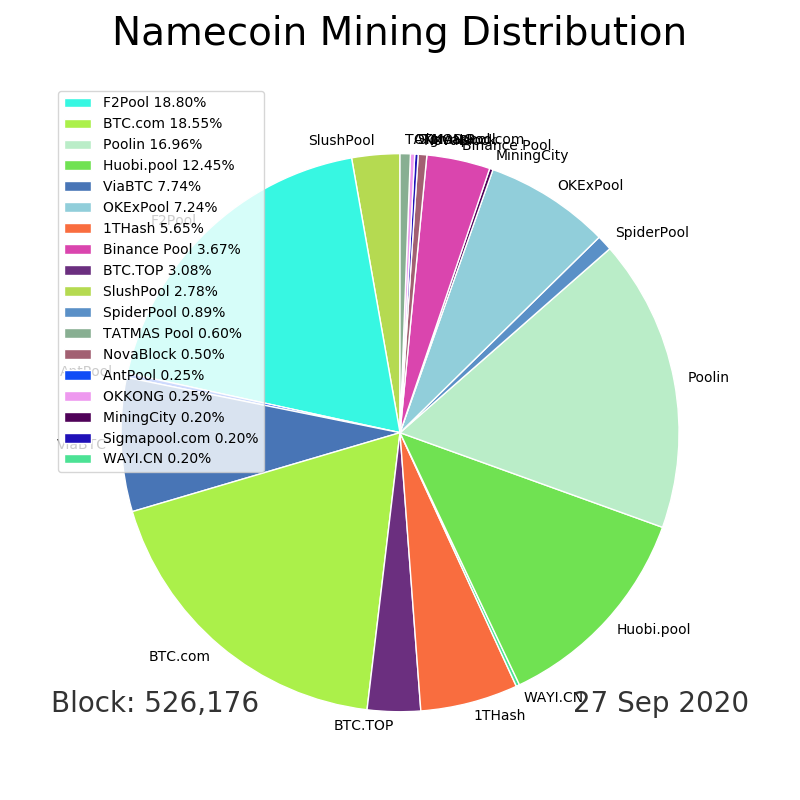 Namecoin Mining Distribution
F2Pool 18.80%
BTC.com 18.55%
Poolin 16.96%
Huobi.pool 12.45%
ViaBTC 7.74%
OKExPool 7.24%
1THash 5.65%
Binance Pool 3.67%
BTC.TOP 3.08%
SlushPool 2.78%
SpiderPool 0.89%
TATMAS Pool 0.60%
NovaBlock 0.50%
AntPool 0.25%
OKKONG 0.25%
MiningCity 0.20%
Sigmapool.com 0.20%
WAYI.CN 0.20%
SlushPool
Binance Pool
MiningCity
OKExPool
SpiderPool
Poolin
Huobi.pool
WAYI.CN
1THash
BTC.TOP
BTC.com
ViaBTC
AntPool
F2Pool
Block: 526,176
27 Sep 2020